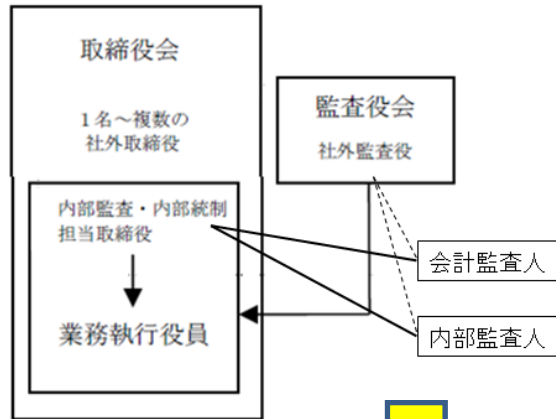 取締役会
1名～複数の
社外取締役
監査役会
社外監査役
内部監査・内部統制
担当取締役
業務執行役員
会計監査人
内部監査人